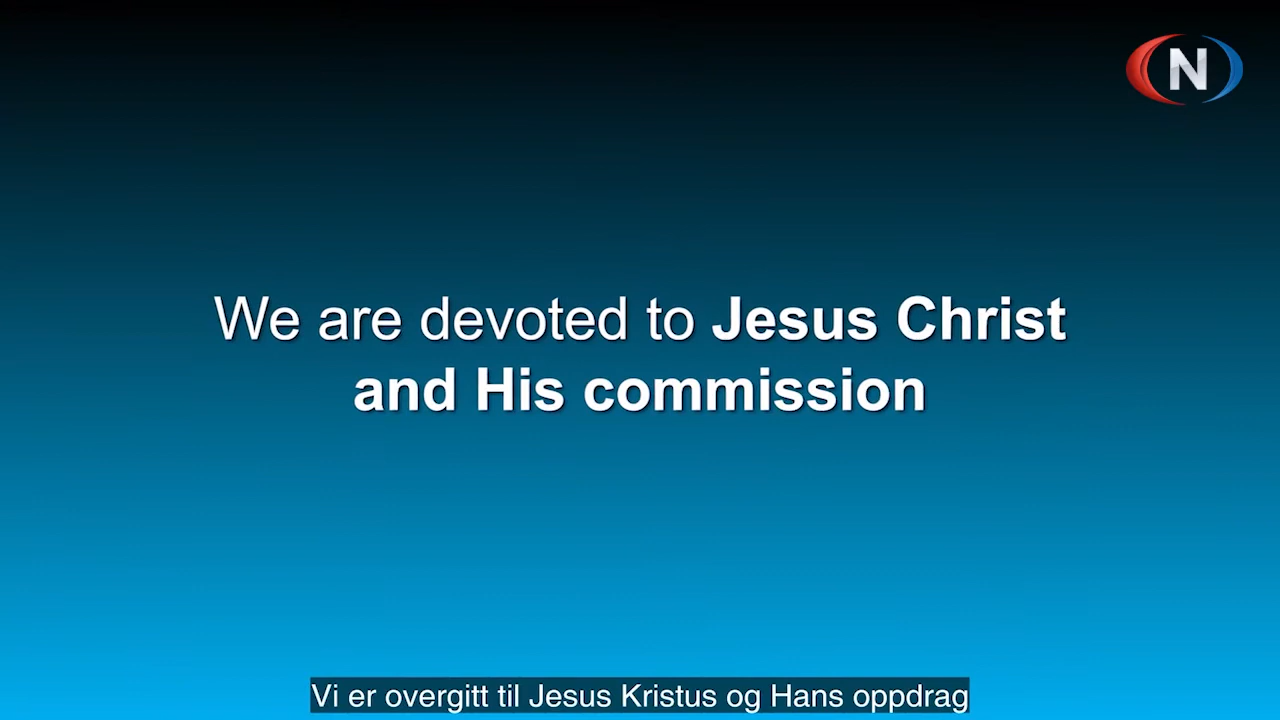 N
We are devoted to Jesus Christ
and His commission
Vi er overgitt til Jesus Kristus og Hans oppdrag